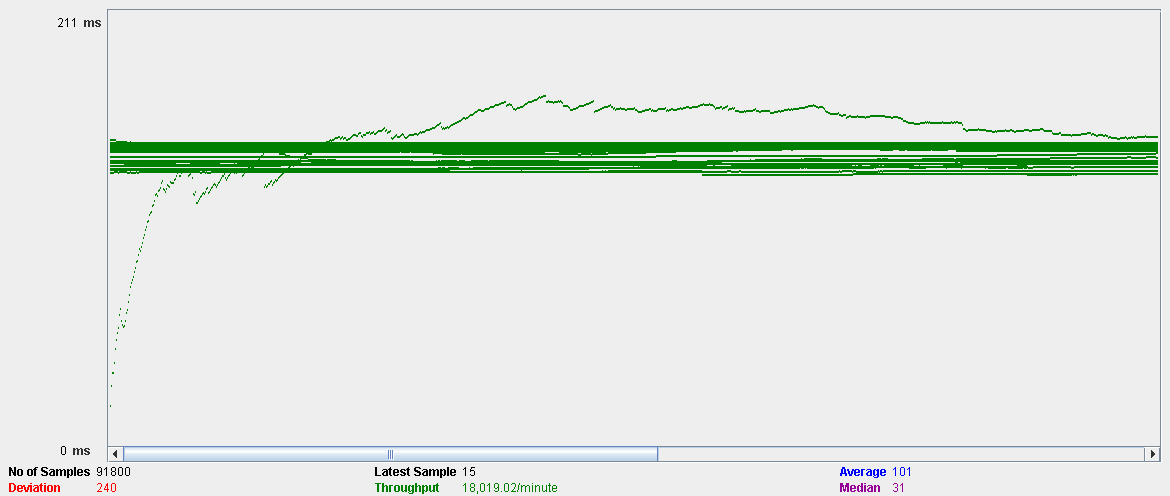 211 ms
0 ms
No of Samples 91800 Latest Sample 15 Average 101
Deviation 240 Throughput 18,019.02/minute Median 31